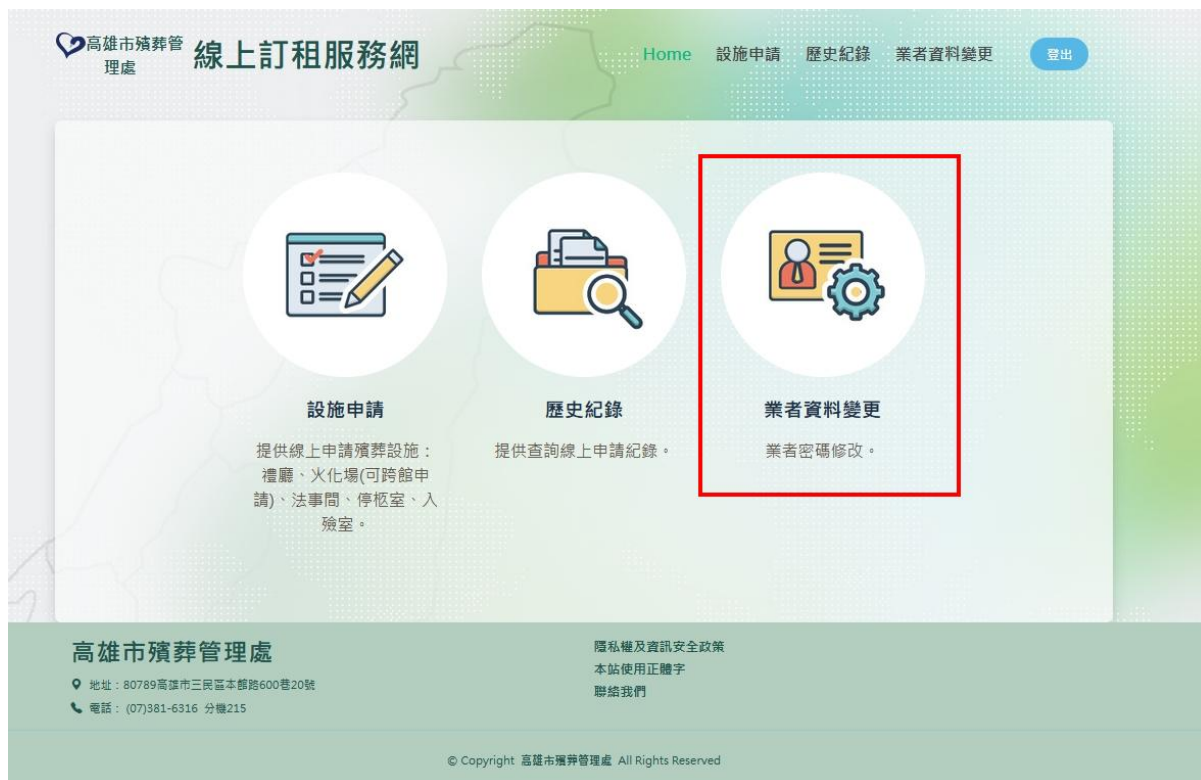 高雄市殯葬管
理處
線上訂租服務網
Home 設施申請 歷史紀錄 業者資料變更 登出
設施申請
提供線上申請殯葬設施：
禮廳、火化場(可跨館申
請)、法事間、停柩室、入
殮室。
歷史紀錄
提供查詢線上申請紀錄。
業者資料變更
業者密碼修改。
高雄市殯葬管理處
地址：80789高雄市三民區本館路600巷20號
電話： (07)381-6316 分機215
隱私權及資訊安全政策
本站使用正體字
聯絡我們
© Copyright 高雄市殯葬管理處 All Rights Reserved